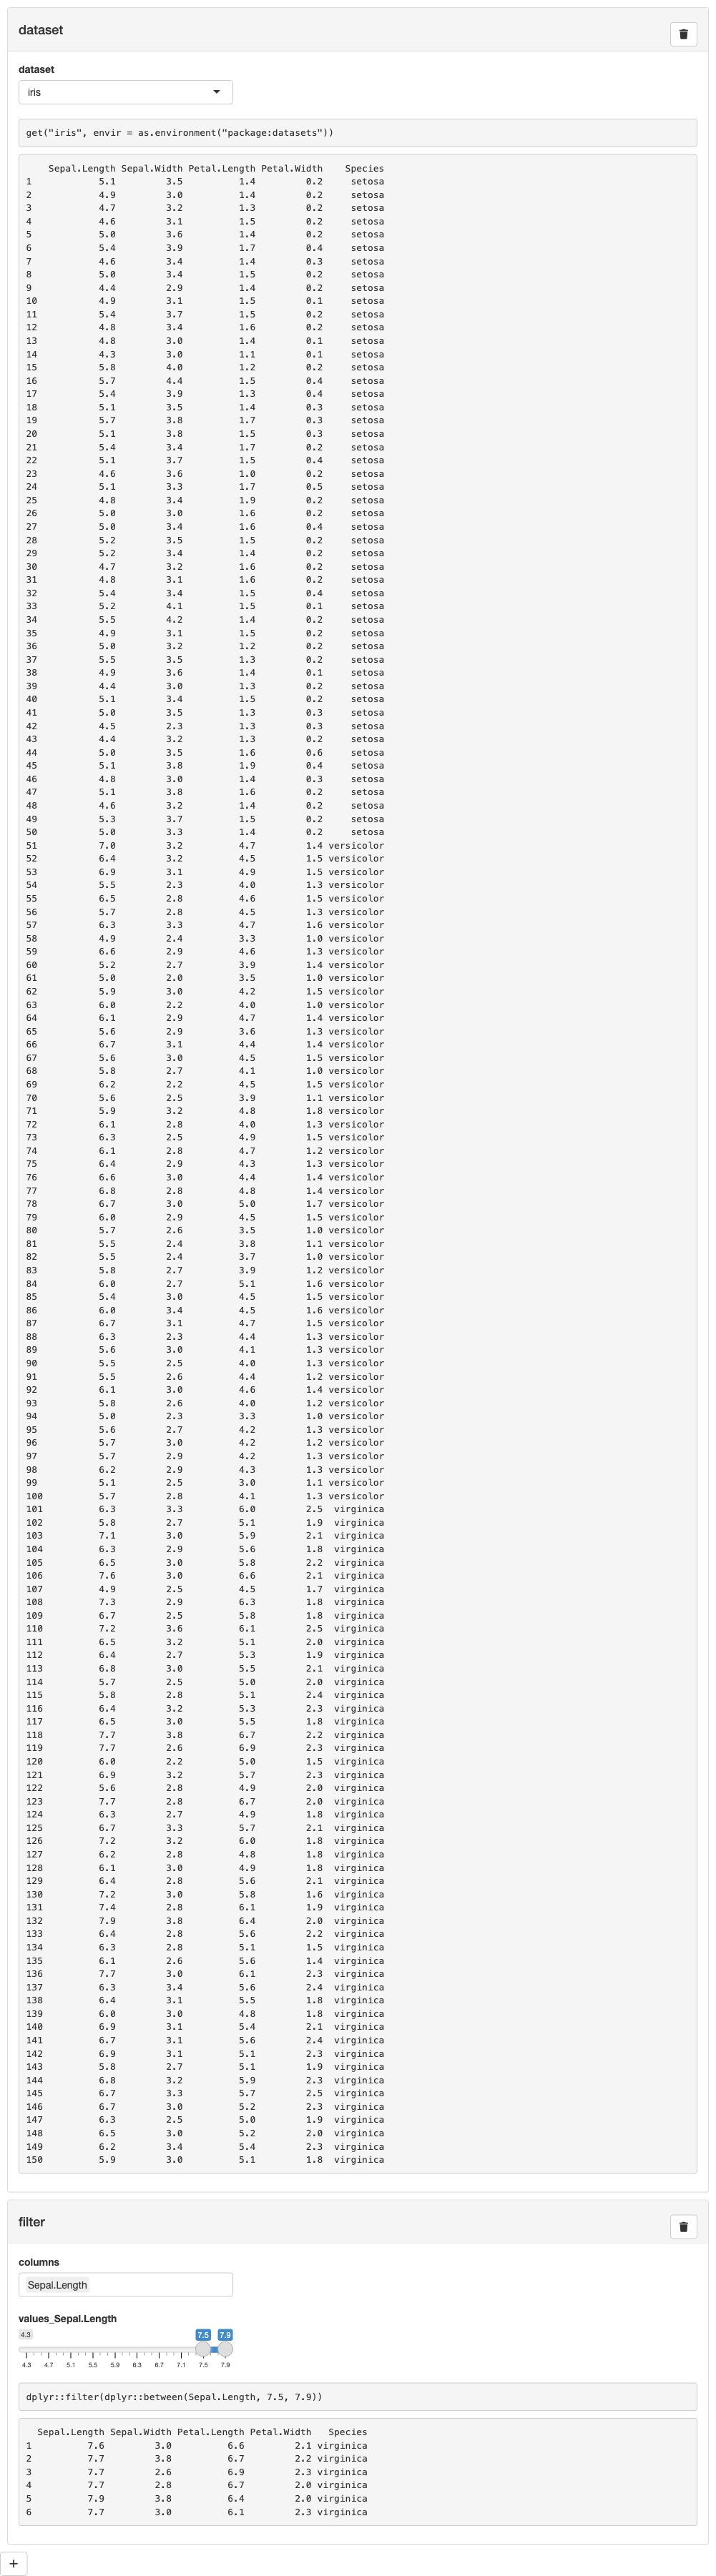 dataset
dataset
iris
get("iris", envir = as.environment("package:datasets"))
Sepal.Length Sepal.Width Petal.Length Petal.Width Species
1 5.1 3.5 1.4 0.2 setosa
2 4.9 3.0 1.4 0.2 setosa
3 4.7 3.2 1.3 0.2 setosa
4 4.6 3.1 1.5 0.2 setosa
5 5.0 3.6 1.4 0.2 setosa
6 5.4 3.9 1.7 0.4 setosa
7 4.6 3.4 1.4 0.3 setosa
8 5.0 3.4 1.5 0.2 setosa
9 4.4 2.9 1.4 0.2 setosa
10 4.9 3.1 1.5 0.1 setosa
11 5.4 3.7 1.5 0.2 setosa
12 4.8 3.4 1.6 0.2 setosa
13 4.8 3.0 1.4 0.1 setosa
14 4.3 3.0 1.1 0.1 setosa
15 5.8 4.0 1.2 0.2 setosa
16 5.7 4.4 1.5 0.4 setosa
17 5.4 3.9 1.3 0.4 setosa
18 5.1 3.5 1.4 0.3 setosa
19 5.7 3.8 1.7 0.3 setosa
20 5.1 3.8 1.5 0.3 setosa
21 5.4 3.4 1.7 0.2 setosa
22 5.1 3.7 1.5 0.4 setosa
23 4.6 3.6 1.0 0.2 setosa
24 5.1 3.3 1.7 0.5 setosa
25 4.8 3.4 1.9 0.2 setosa
26 5.0 3.0 1.6 0.2 setosa
27 5.0 3.4 1.6 0.4 setosa
28 5.2 3.5 1.5 0.2 setosa
29 5.2 3.4 1.4 0.2 setosa
30 4.7 3.2 1.6 0.2 setosa
31 4.8 3.1 1.6 0.2 setosa
32 5.4 3.4 1.5 0.4 setosa
33 5.2 4.1 1.5 0.1 setosa
34 5.5 4.2 1.4 0.2 setosa
35 4.9 3.1 1.5 0.2 setosa
36 5.0 3.2 1.2 0.2 setosa
37 5.5 3.5 1.3 0.2 setosa
38 4.9 3.6 1.4 0.1 setosa
39 4.4 3.0 1.3 0.2 setosa
40 5.1 3.4 1.5 0.2 setosa
41 5.0 3.5 1.3 0.3 setosa
42 4.5 2.3 1.3 0.3 setosa
43 4.4 3.2 1.3 0.2 setosa
44 5.0 3.5 1.6 0.6 setosa
45 5.1 3.8 1.9 0.4 setosa
46 4.8 3.0 1.4 0.3 setosa
47 5.1 3.8 1.6 0.2 setosa
48 4.6 3.2 1.4 0.2 setosa
49 5.3 3.7 1.5 0.2 setosa
50 5.0 3.3 1.4 0.2 setosa
51 7.0 3.2 4.7 1.4 versicolor
52 6.4 3.2 4.5 1.5 versicolor
53 6.9 3.1 4.9 1.5 versicolor
54 5.5 2.3 4.0 1.3 versicolor
55 6.5 2.8 4.6 1.5 versicolor
56 5.7 2.8 4.5 1.3 versicolor
57 6.3 3.3 4.7 1.6 versicolor
58 4.9 2.4 3.3 1.0 versicolor
59 6.6 2.9 4.6 1.3 versicolor
60 5.2 2.7 3.9 1.4 versicolor
61 5.0 2.0 3.5 1.0 versicolor
62 5.9 3.0 4.2 1.5 versicolor
63 6.0 2.2 4.0 1.0 versicolor
64 6.1 2.9 4.7 1.4 versicolor
65 5.6 2.9 3.6 1.3 versicolor
66 6.7 3.1 4.4 1.4 versicolor
67 5.6 3.0 4.5 1.5 versicolor
68 5.8 2.7 4.1 1.0 versicolor
69 6.2 2.2 4.5 1.5 versicolor
70 5.6 2.5 3.9 1.1 versicolor
71 5.9 3.2 4.8 1.8 versicolor
72 6.1 2.8 4.0 1.3 versicolor
73 6.3 2.5 4.9 1.5 versicolor
74 6.1 2.8 4.7 1.2 versicolor
75 6.4 2.9 4.3 1.3 versicolor
76 6.6 3.0 4.4 1.4 versicolor
77 6.8 2.8 4.8 1.4 versicolor
78 6.7 3.0 5.0 1.7 versicolor
79 6.0 2.9 4.5 1.5 versicolor
80 5.7 2.6 3.5 1.0 versicolor
81 5.5 2.4 3.8 1.1 versicolor
82 5.5 2.4 3.7 1.0 versicolor
83 5.8 2.7 3.9 1.2 versicolor
84 6.0 2.7 5.1 1.6 versicolor
85 5.4 3.0 4.5 1.5 versicolor
86 6.0 3.4 4.5 1.6 versicolor
87 6.7 3.1 4.7 1.5 versicolor
88 6.3 2.3 4.4 1.3 versicolor
89 5.6 3.0 4.1 1.3 versicolor
90 5.5 2.5 4.0 1.3 versicolor
91 5.5 2.6 4.4 1.2 versicolor
92 6.1 3.0 4.6 1.4 versicolor
93 5.8 2.6 4.0 1.2 versicolor
94 5.0 2.3 3.3 1.0 versicolor
95 5.6 2.7 4.2 1.3 versicolor
96 5.7 3.0 4.2 1.2 versicolor
97 5.7 2.9 4.2 1.3 versicolor
98 6.2 2.9 4.3 1.3 versicolor
99 5.1 2.5 3.0 1.1 versicolor
100 5.7 2.8 4.1 1.3 versicolor
101 6.3 3.3 6.0 2.5 virginica
102 5.8 2.7 5.1 1.9 virginica
103 7.1 3.0 5.9 2.1 virginica
104 6.3 2.9 5.6 1.8 virginica
105 6.5 3.0 5.8 2.2 virginica
106 7.6 3.0 6.6 2.1 virginica
107 4.9 2.5 4.5 1.7 virginica
108 7.3 2.9 6.3 1.8 virginica
109 6.7 2.5 5.8 1.8 virginica
110 7.2 3.6 6.1 2.5 virginica
111 6.5 3.2 5.1 2.0 virginica
112 6.4 2.7 5.3 1.9 virginica
113 6.8 3.0 5.5 2.1 virginica
114 5.7 2.5 5.0 2.0 virginica
115 5.8 2.8 5.1 2.4 virginica
116 6.4 3.2 5.3 2.3 virginica
117 6.5 3.0 5.5 1.8 virginica
118 7.7 3.8 6.7 2.2 virginica
119 7.7 2.6 6.9 2.3 virginica
120 6.0 2.2 5.0 1.5 virginica
121 6.9 3.2 5.7 2.3 virginica
122 5.6 2.8 4.9 2.0 virginica
123 7.7 2.8 6.7 2.0 virginica
124 6.3 2.7 4.9 1.8 virginica
125 6.7 3.3 5.7 2.1 virginica
126 7.2 3.2 6.0 1.8 virginica
127 6.2 2.8 4.8 1.8 virginica
128 6.1 3.0 4.9 1.8 virginica
129 6.4 2.8 5.6 2.1 virginica
130 7.2 3.0 5.8 1.6 virginica
131 7.4 2.8 6.1 1.9 virginica
132 7.9 3.8 6.4 2.0 virginica
133 6.4 2.8 5.6 2.2 virginica
134 6.3 2.8 5.1 1.5 virginica
135 6.1 2.6 5.6 1.4 virginica
136 7.7 3.0 6.1 2.3 virginica
137 6.3 3.4 5.6 2.4 virginica
138 6.4 3.1 5.5 1.8 virginica
139 6.0 3.0 4.8 1.8 virginica
140 6.9 3.1 5.4 2.1 virginica
141 6.7 3.1 5.6 2.4 virginica
142 6.9 3.1 5.1 2.3 virginica
143 5.8 2.7 5.1 1.9 virginica
144 6.8 3.2 5.9 2.3 virginica
145 6.7 3.3 5.7 2.5 virginica
146 6.7 3.0 5.2 2.3 virginica
147 6.3 2.5 5.0 1.9 virginica
148 6.5 3.0 5.2 2.0 virginica
149 6.2 3.4 5.4 2.3 virginica
150 5.9 3.0 5.1 1.8 virginica
filter
columns
Sepal.Length
values_Sepal.Length
4.3 7.5 7.9
4.3 4.7 5.1 5.5 5.9 6.3 6.7 7.1 7.5 7.9
dplyr::filter(dplyr::between(Sepal.Length, 7.5, 7.9))
Sepal.Length Sepal.Width Petal.Length Petal.Width Species
1 7.6 3.0 6.6 2.1 virginica
2 7.7 3.8 6.7 2.2 virginica
3 7.7 2.6 6.9 2.3 virginica
4 7.7 2.8 6.7 2.0 virginica
5 7.9 3.8 6.4 2.0 virginica
6 7.7 3.0 6.1 2.3 virginica
+